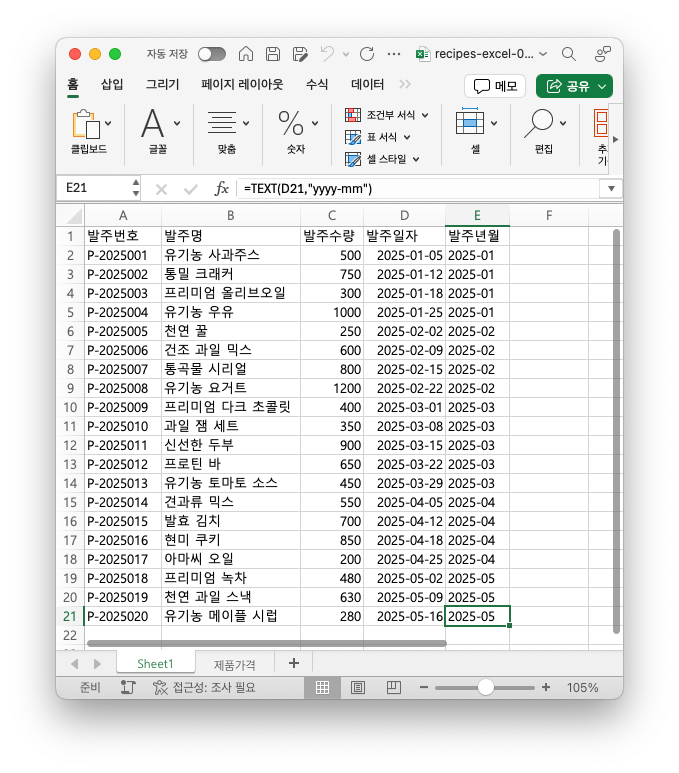 자동 저장 recipes-excel-0...
홈 삽입 그리기 페이지 레이아웃 수식 데이터 메모 공유
클립보드 글꼴 맞춤 숫자 조건부 서식 표 서식 셀 스타일 셀 편집
E21 fx =TEXT(D21,"yyyy-mm")
A B C D E F
1 발주번호 발주명 발주수량 발주일자 발주년월
2 P-2025001 유기농 사과주스 500 2025-01-05 2025-01
3 P-2025002 통밀 크래커 750 2025-01-12 2025-01
4 P-2025003 프리미엄 올리브오일 300 2025-01-18 2025-01
5 P-2025004 유기농 우유 1000 2025-01-25 2025-01
6 P-2025005 천연 꿀 250 2025-02-02 2025-02
7 P-2025006 건조 과일 믹스 600 2025-02-09 2025-02
8 P-2025007 통곡물 시리얼 800 2025-02-15 2025-02
9 P-2025008 유기농 요거트 1200 2025-02-22 2025-02
10 P-2025009 프리미엄 다크 초콜릿 400 2025-03-01 2025-03
11 P-2025010 과일 잼 세트 350 2025-03-08 2025-03
12 P-2025011 신선한 두부 900 2025-03-15 2025-03
13 P-2025012 프로틴 바 650 2025-03-22 2025-03
14 P-2025013 유기농 토마토 소스 450 2025-03-29 2025-03
15 P-2025014 견과류 믹스 550 2025-04-05 2025-04
16 P-2025015 발효 김치 700 2025-04-12 2025-04
17 P-2025016 현미 쿠키 850 2025-04-18 2025-04
18 P-2025017 아마씨 오일 200 2025-04-25 2025-04
19 P-2025018 프리미엄 녹차 480 2025-05-02 2025-05
20 P-2025019 천연 과일 스낵 630 2025-05-09 2025-05
21 P-2025020 유기농 메이플 시럽 280 2025-05-16 2025-05
22
Sheet1 제품가격
준비 접근성: 조사 필요 105%